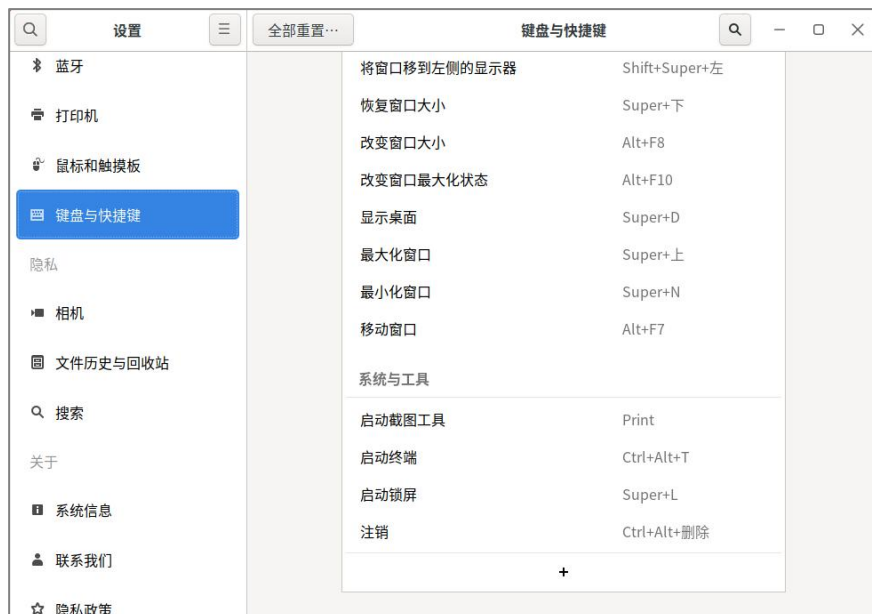 设置
全部重置…
键盘与快捷键
蓝牙
打印机
鼠标和触摸板
键盘与快捷键
隐私
相机
文件历史与回收站
搜索
关于
系统信息
联系我们
隐私政策
将窗口移到左侧的显示器 Shift+Super+左
恢复窗口大小 Super+下
改变窗口大小 Alt+F8
改变窗口最大化状态 Alt+F10
显示桌面 Super+D
最大化窗口 Super+上
最小化窗口 Super+N
移动窗口 Alt+F7
系统与工具
启动截图工具 Print
启动终端 Ctrl+Alt+T
启动锁屏 Super+L
注销 Ctrl+Alt+删除
+